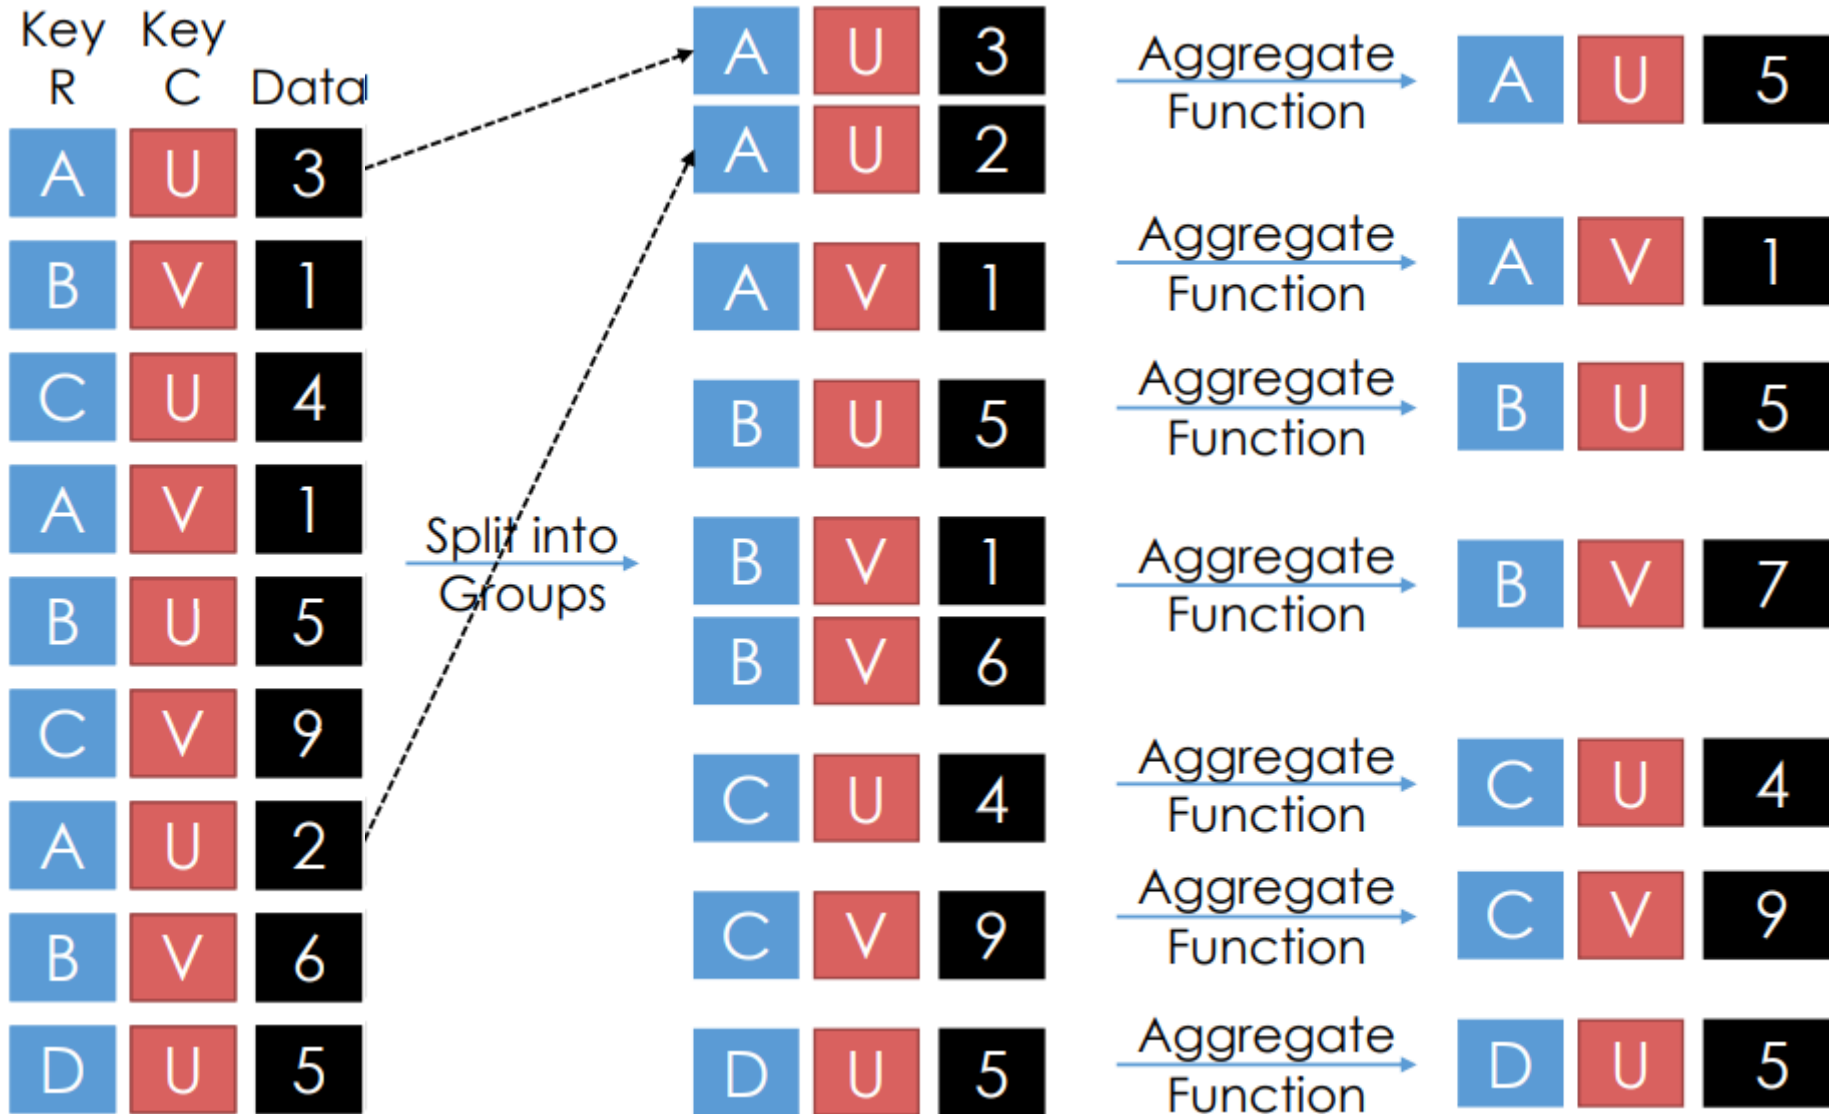 Key Key
R C Data
A U 3
B V 1
C U 4
A V 1
B U 5
C V 9
A U 2
B V 6
D U 5
Split into
Groups
A U 3
A U 2
A V 1
B U 5
B V 1
B V 6
C U 4
C V 9
D U 5
Aggregate
Function
Aggregate
Function
Aggregate
Function
Aggregate
Function
Aggregate
Function
Aggregate
Function
Aggregate
Function
A U 5
A V 1
B U 5
B V 7
C U 4
C V 9
D U 5